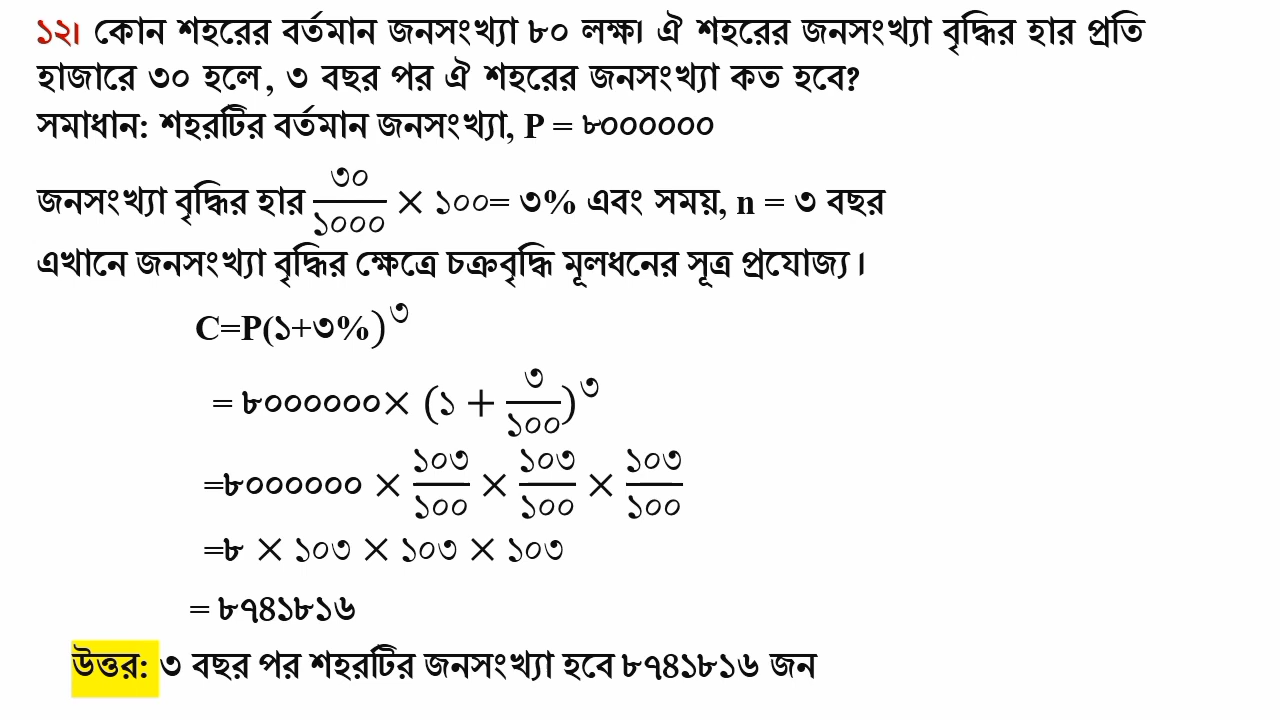 ১২। কোন শহরের বর্তমান জনসংখ্যা ৮০ লক্ষ। ঐ শহরের জনসংখ্যা বৃদ্ধির হার প্রতি
হাজারে ৩০ হলে, ৩ বছর পর ঐ শহরের জনসংখ্যা কত হবে?
সমাধান: শহরটির বর্তমান জনসংখ্যা, P = ৮০০০০০০
জনসংখ্যা বৃদ্ধির হার ৩০/১০০০ × ১০০= ৩% এবং সময়, n = ৩ বছর
এখানে জনসংখ্যা বৃদ্ধির ক্ষেত্রে চক্রবৃদ্ধি মূলধনের সূত্র প্রযোজ্য।
C=P(১+৩%)^৩
= ৮০০০০০০× (১ + ৩/১০০)^৩
=৮০০০০০০ × ১০৩/১০০ × ১০৩/১০০ × ১০৩/১০০
=৮ × ১০৩ × ১০৩ × ১০৩
= ৮৭৪১৮১৬
উত্তর: ৩ বছর পর শহরটির জনসংখ্যা হবে ৮৭৪১৮১৬ জন